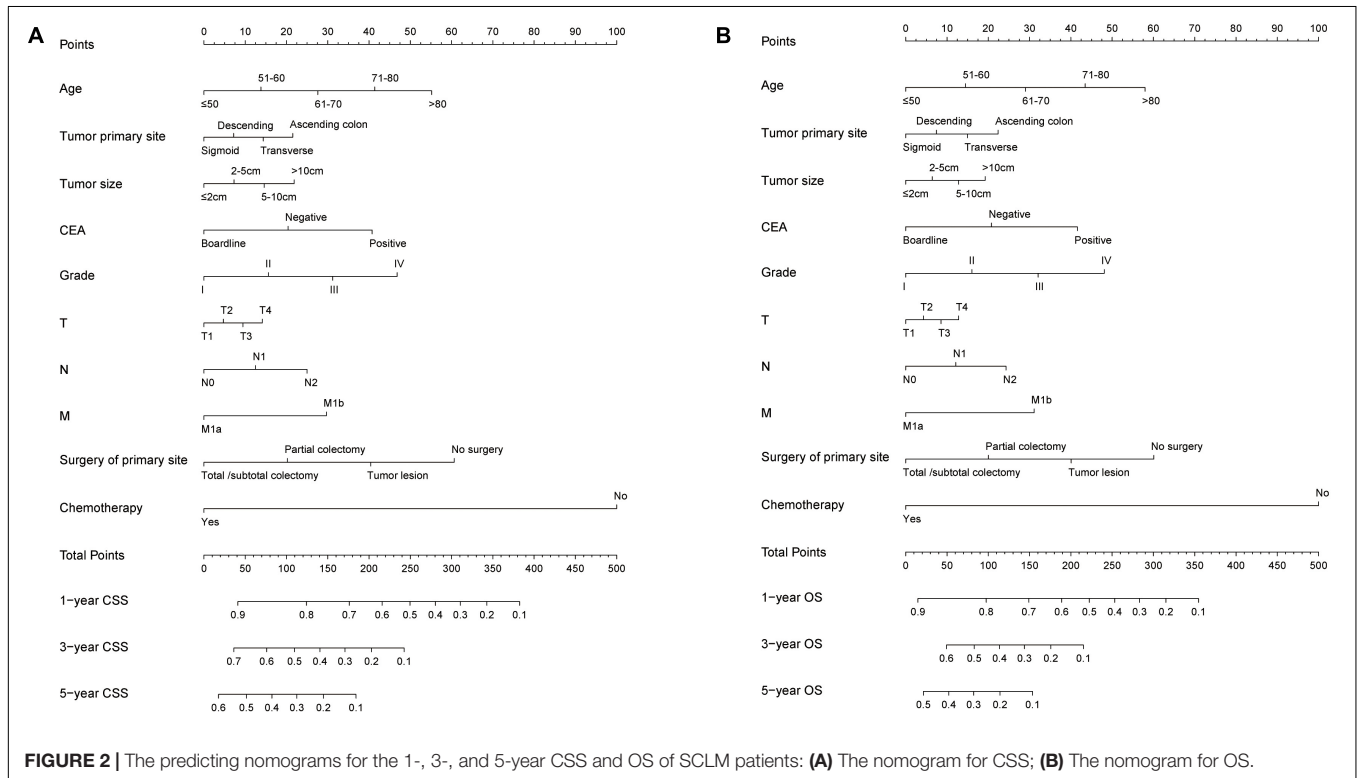 A
Points
0 10 20 30 40 50 60 70 80 90 100
51-60 71-80
Age
≤50 61-70 >80
Descending Ascending colon
Tumor primary site
Sigmoid Transverse
2-5cm >10cm
Tumor size
≤2cm 5-10cm
Negative
CEA
Boardline Positive
II IV
Grade
I III
T2 T4
T
T1 T3
N1
N
N0 N2
M1b
M
M1a
Partial colectomy No surgery
Surgery of primary site
Total /subtotal colectomy Tumor lesion
No
Chemotherapy
Yes
Total Points
0 50 100 150 200 250 300 350 400 450 500
1−year CSS
0.9 0.8 0.7 0.6 0.5 0.4 0.3 0.2 0.1
3−year CSS
0.7 0.6 0.5 0.4 0.3 0.2 0.1
5−year CSS
0.6 0.5 0.4 0.3 0.2 0.1
B
Points
0 10 20 30 40 50 60 70 80 90 100
51-60 71-80
Age
≤50 61-70 >80
Descending Ascending colon
Tumor primary site
Sigmoid Transverse
2-5cm >10cm
Tumor size
≤2cm 5-10cm
Negative
CEA
Boardline Positive
II IV
Grade
I III
T2 T4
T
T1 T3
N1
N
N0 N2
M1b
M
M1a
Partial colectomy No surgery
Surgery of primary site
Total /subtotal colectomy Tumor lesion
No
Chemotherapy
Yes
Total Points
0 50 100 150 200 250 300 350 400 450 500
1−year OS
0.9 0.8 0.7 0.6 0.5 0.4 0.3 0.2 0.1
3−year OS
0.6 0.5 0.4 0.3 0.2 0.1
5−year OS
0.5 0.4 0.3 0.2 0.1
FIGURE 2 | The predicting nomograms for the 1-, 3-, and 5-year CSS and OS of SCLM patients: (A) The nomogram for CSS; (B) The nomogram for OS.